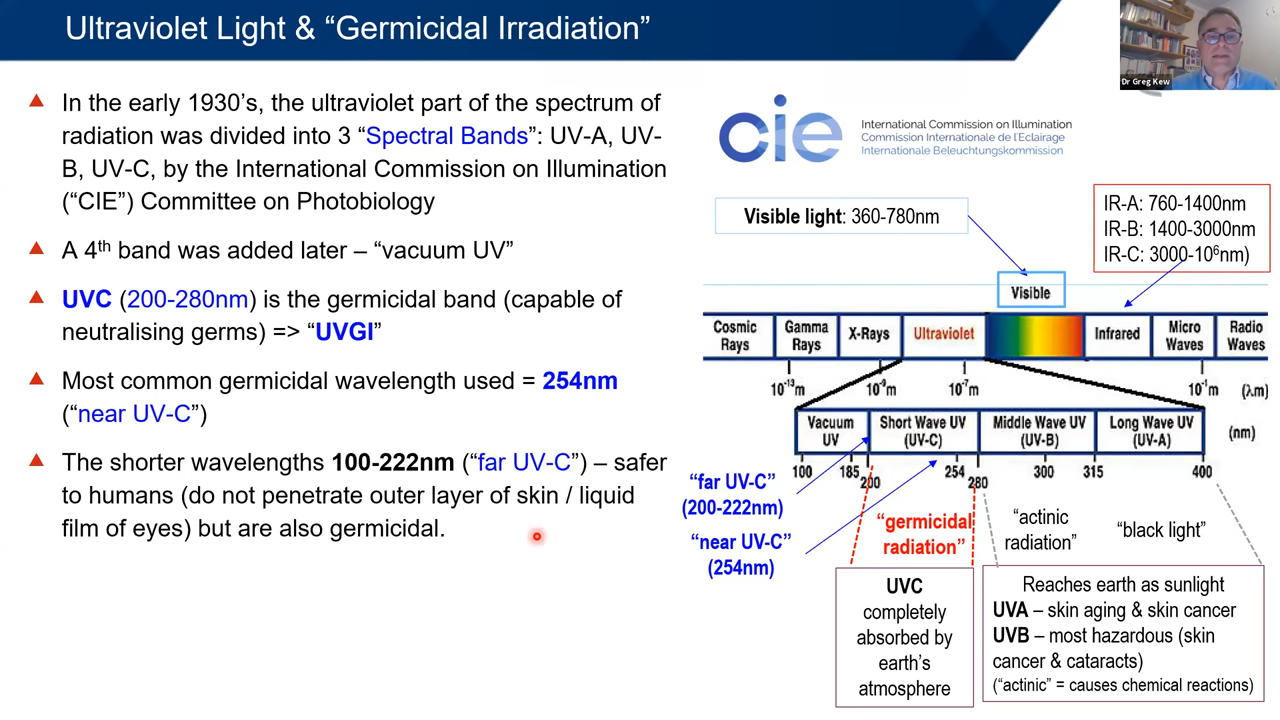 Ultraviolet Light & “Germicidal Irradiation”
Dr Greg Kew
In the early 1930’s, the ultraviolet part of the spectrum of
radiation was divided into 3 “Spectral Bands”: UV-A, UV-
B, UV-C, by the International Commission on Illumination
(“CIE”) Committee on Photobiology
A 4th band was added later – “vacuum UV”
UVC (200-280nm) is the germicidal band (capable of
neutralising germs) => “UVGI”
Most common germicidal wavelength used = 254nm
(“near UV-C”)
The shorter wavelengths 100-222nm (“far UV-C”) – safer
to humans (do not penetrate outer layer of skin / liquid
film of eyes) but are also germicidal.
cie
International Commission on Illumination
Commission Internationale de l'Eclairage
Internationale Beleuchtungskommission
Visible light: 360-780nm
IR-A: 760-1400nm
IR-B: 1400-3000nm
IR-C: 3000-10⁶nm)
Visible
Cosmic
Rays
Gamma
Rays
X-Rays
Ultraviolet
Infrared
Micro
Waves
Radio
Waves
10⁻¹³m
10⁻⁹m
10⁻⁷m
10⁻¹m
(λm)
Vacuum
UV
Short Wave UV
(UV-C)
Middle Wave UV
(UV-B)
Long Wave UV
(UV-A)
(nm)
100
185
200
254
280
300
315
400
“far UV-C”
(200-222nm)
“near UV-C”
(254nm)
“germicidal
radiation”
“actinic
radiation”
“black light”
UVC
completely
absorbed by
earth’s
atmosphere
Reaches earth as sunlight
UVA – skin aging & skin cancer
UVB – most hazardous (skin
cancer & cataracts)
(“actinic” = causes chemical reactions)